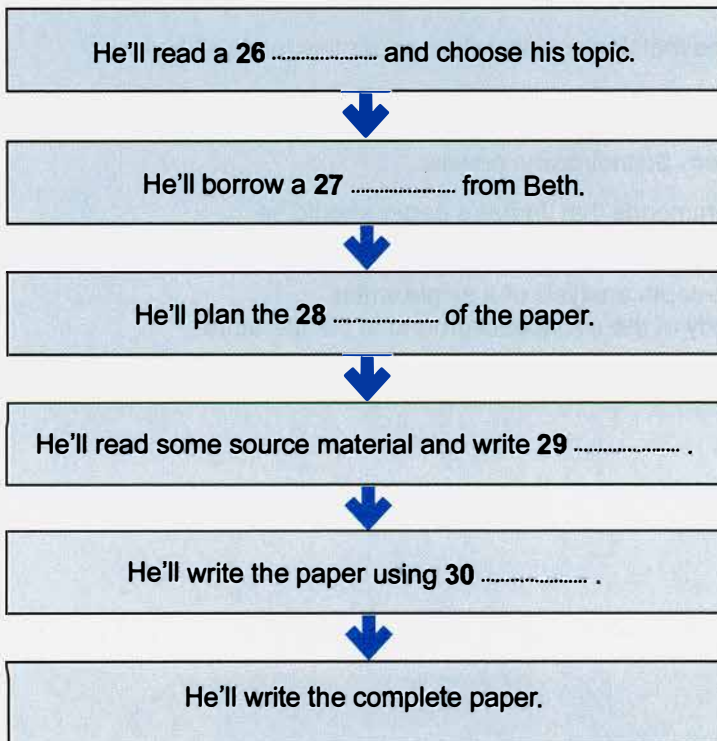 He'll read a 26 .................... and choose his topic.
He'll borrow a 27 .................... from Beth.
He'll plan the 28 .................... of the paper.
He'll read some source material and write 29 .................... .
He'll write the paper using 30 .................... .
He'll write the complete paper.